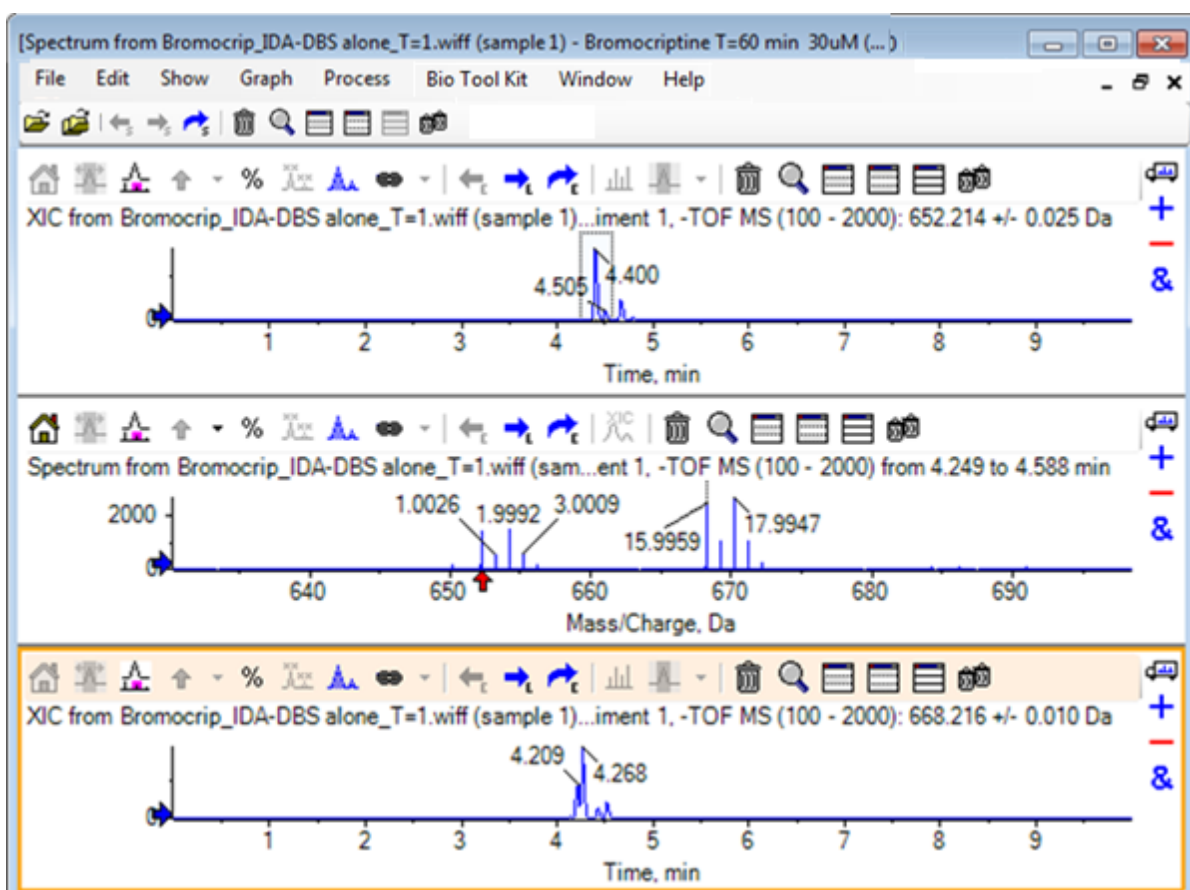 [Spectrum from Bromocrip_IDA-DBS alone_T=1.wiff (sample 1) - Bromocriptine T=60 min 30uM (...)
File Edit Show Graph Process Bio Tool Kit Window Help
%
XIC from Bromocrip_IDA-DBS alone_T=1.wiff (sample 1)...iment 1, -TOF MS (100 - 2000): 652.214 +/- 0.025 Da
&
4.505 4.400
0
1 2 3 4 5 6 7 8 9
Time, min
%
XIC
Spectrum from Bromocrip_IDA-DBS alone_T=1.wiff (sam...ent 1, -TOF MS (100 - 2000) from 4.249 to 4.588 min
&
2000
1.0026 1.9992 3.0009 15.9959 17.9947
0
640 650 660 670 680 690
Mass/Charge, Da
%
XIC from Bromocrip_IDA-DBS alone_T=1.wiff (sample 1)...iment 1, -TOF MS (100 - 2000): 668.216 +/- 0.010 Da
&
4.209 4.268
0
1 2 3 4 5 6 7 8 9
Time, min